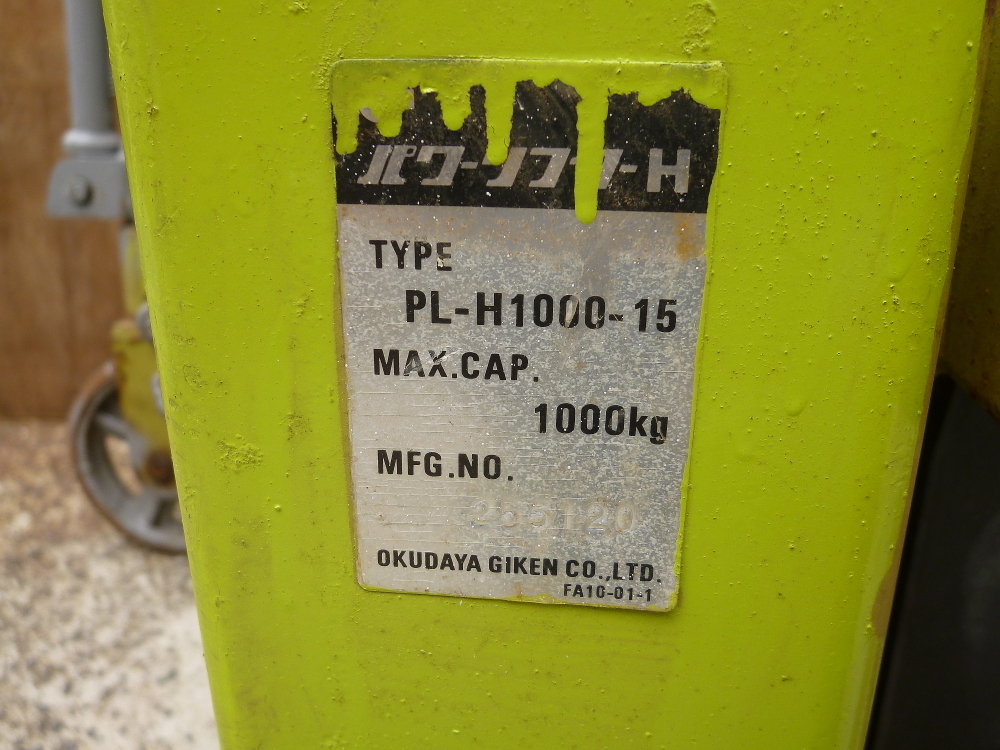 パワーリフター-H
TYPE
PL-H1000-15
MAX.CAP.
1000kg
MFG.NO.
OKUDAYA GIKEN CO.,LTD.
FA10-01-1